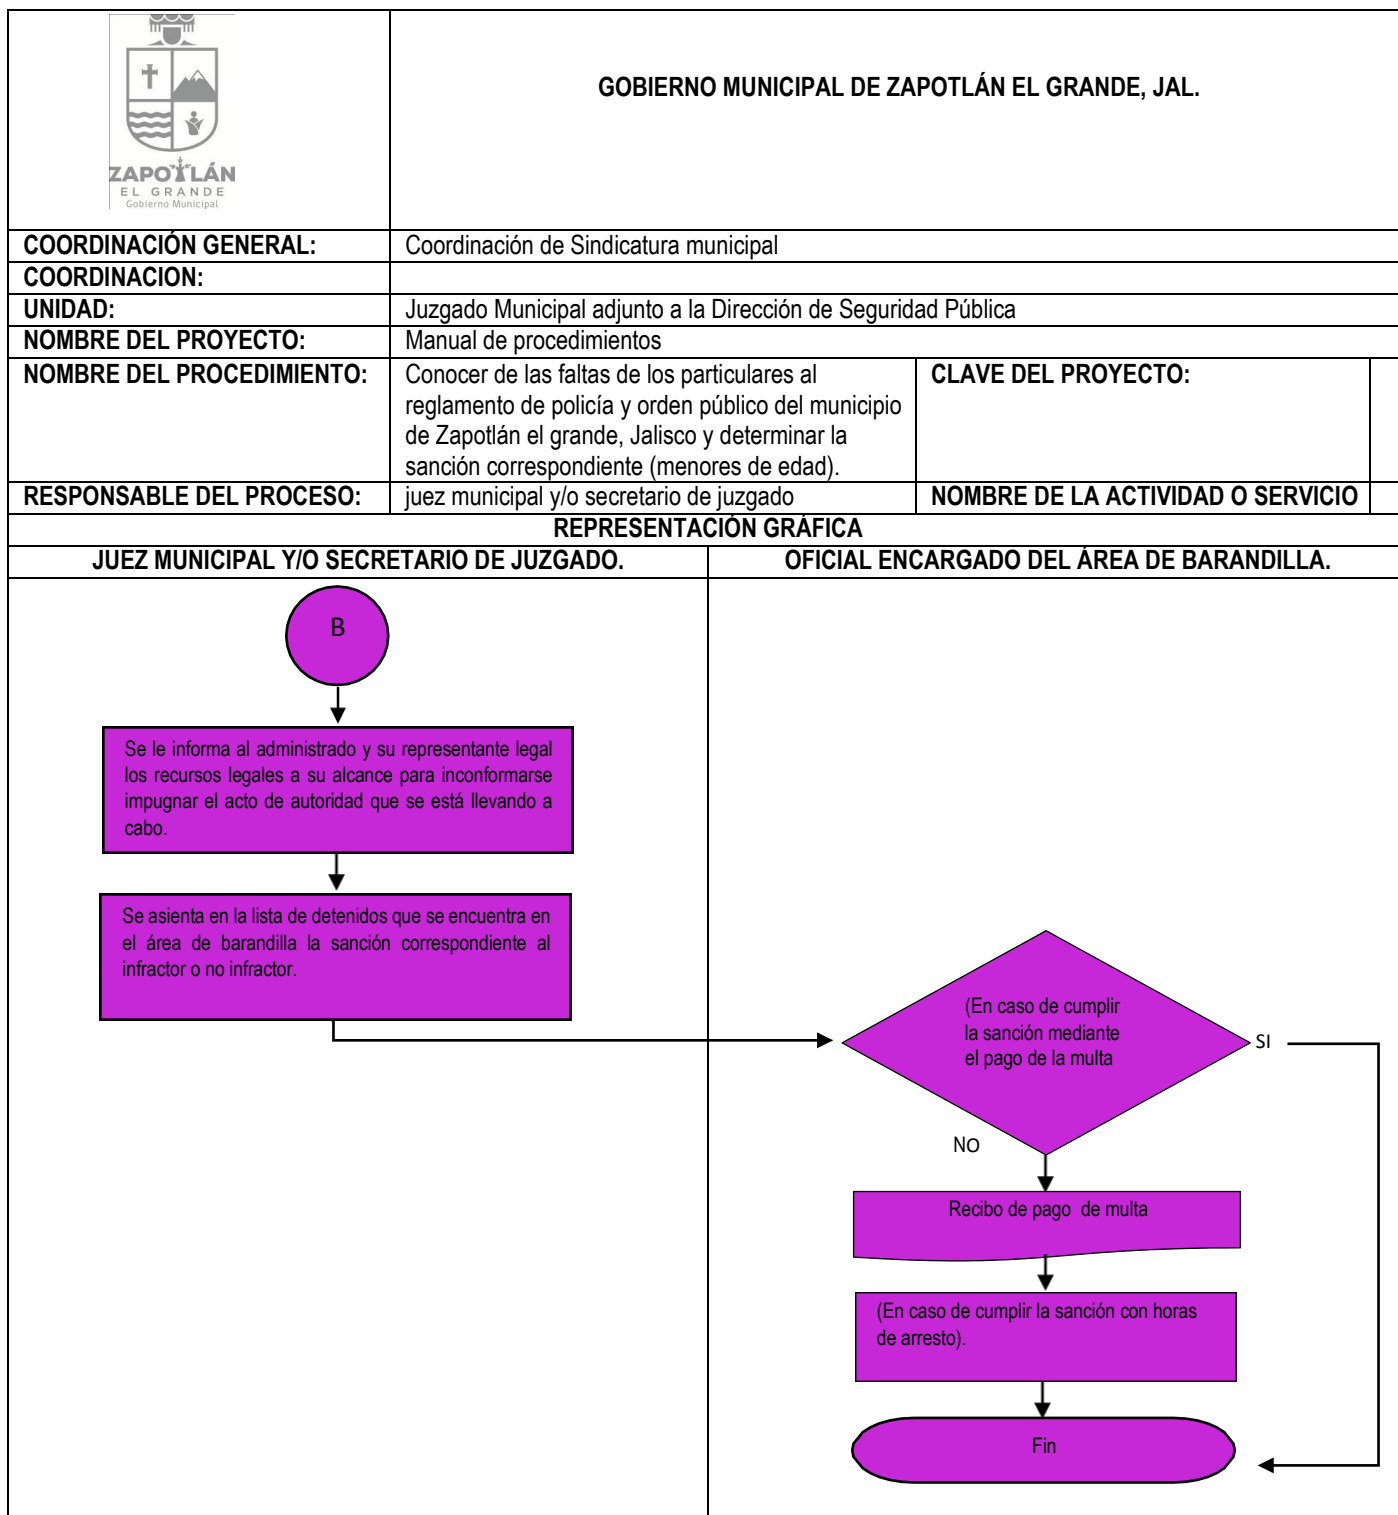 ZAPOTLÁN
EL GRANDE
Gobierno Municipal
GOBIERNO MUNICIPAL DE ZAPOTLÁN EL GRANDE, JAL.
COORDINACIÓN GENERAL:
Coordinación de Sindicatura municipal
COORDINACION:
UNIDAD:
Juzgado Municipal adjunto a la Dirección de Seguridad Pública
NOMBRE DEL PROYECTO:
Manual de procedimientos
NOMBRE DEL PROCEDIMIENTO:
Conocer de las faltas de los particulares al
reglamento de policía y orden público del municipio
de Zapotlán el grande, Jalisco y determinar la
sanción correspondiente (menores de edad).
CLAVE DEL PROYECTO:
RESPONSABLE DEL PROCESO:
juez municipal y/o secretario de juzgado
NOMBRE DE LA ACTIVIDAD O SERVICIO
REPRESENTACIÓN GRÁFICA
JUEZ MUNICIPAL Y/O SECRETARIO DE JUZGADO.
OFICIAL ENCARGADO DEL ÁREA DE BARANDILLA.
B
Se le informa al administrado y su representante legal
los recursos legales a su alcance para inconformarse
impugnar el acto de autoridad que se está llevando a
cabo.
Se asienta en la lista de detenidos que se encuentra en
el área de barandilla la sanción correspondiente al
infractor o no infractor.
(En caso de cumplir
la sanción mediante
el pago de la multa
SI
NO
Recibo de pago de multa
(En caso de cumplir la sanción con horas
de arresto).
Fin